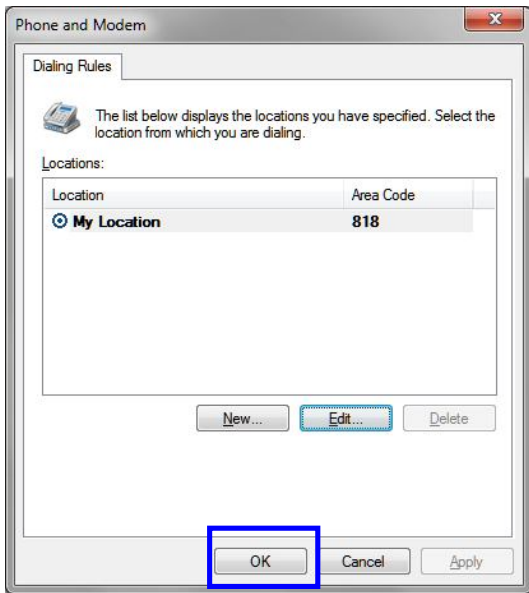 Phone and Modem
Dialing Rules
The list below displays the locations you have specified. Select the
location from which you are dialing.
Locations:
Location Area Code
My Location 818
New... Edit... Delete
OK Cancel Apply